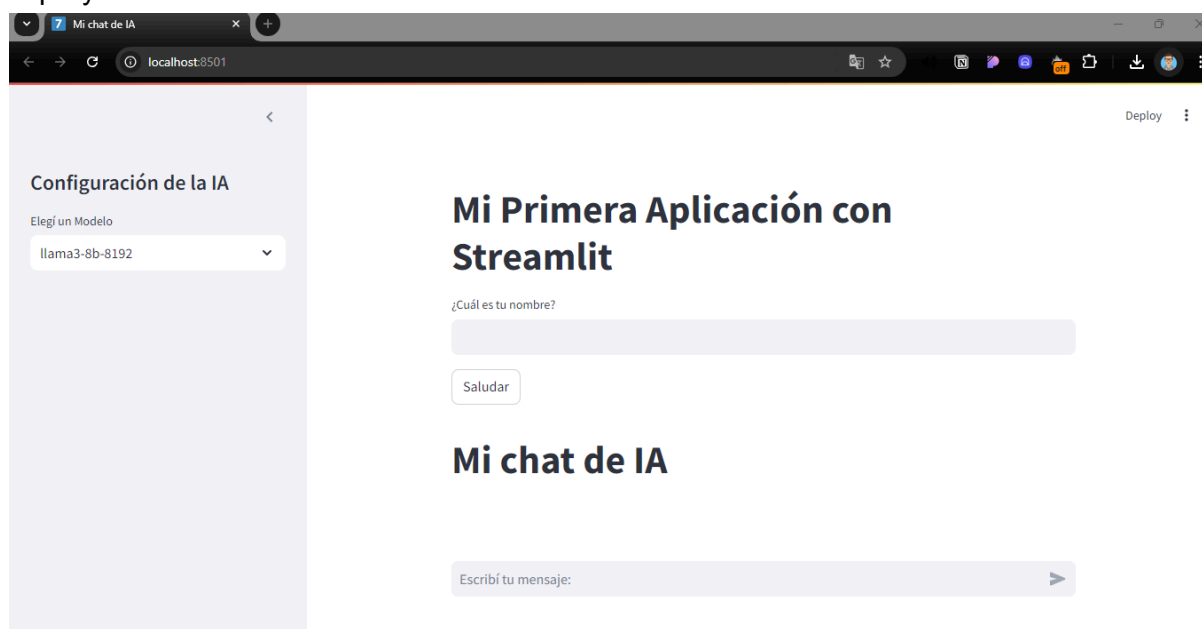 Mi chat de IA
localhost:8501
off
Deploy
Configuración de la IA
Elegí un Modelo
llama3-8b-8192
Mi Primera Aplicación con
Streamlit
¿Cuál es tu nombre?
Saludar
Mi chat de IA
Escribí tu mensaje: